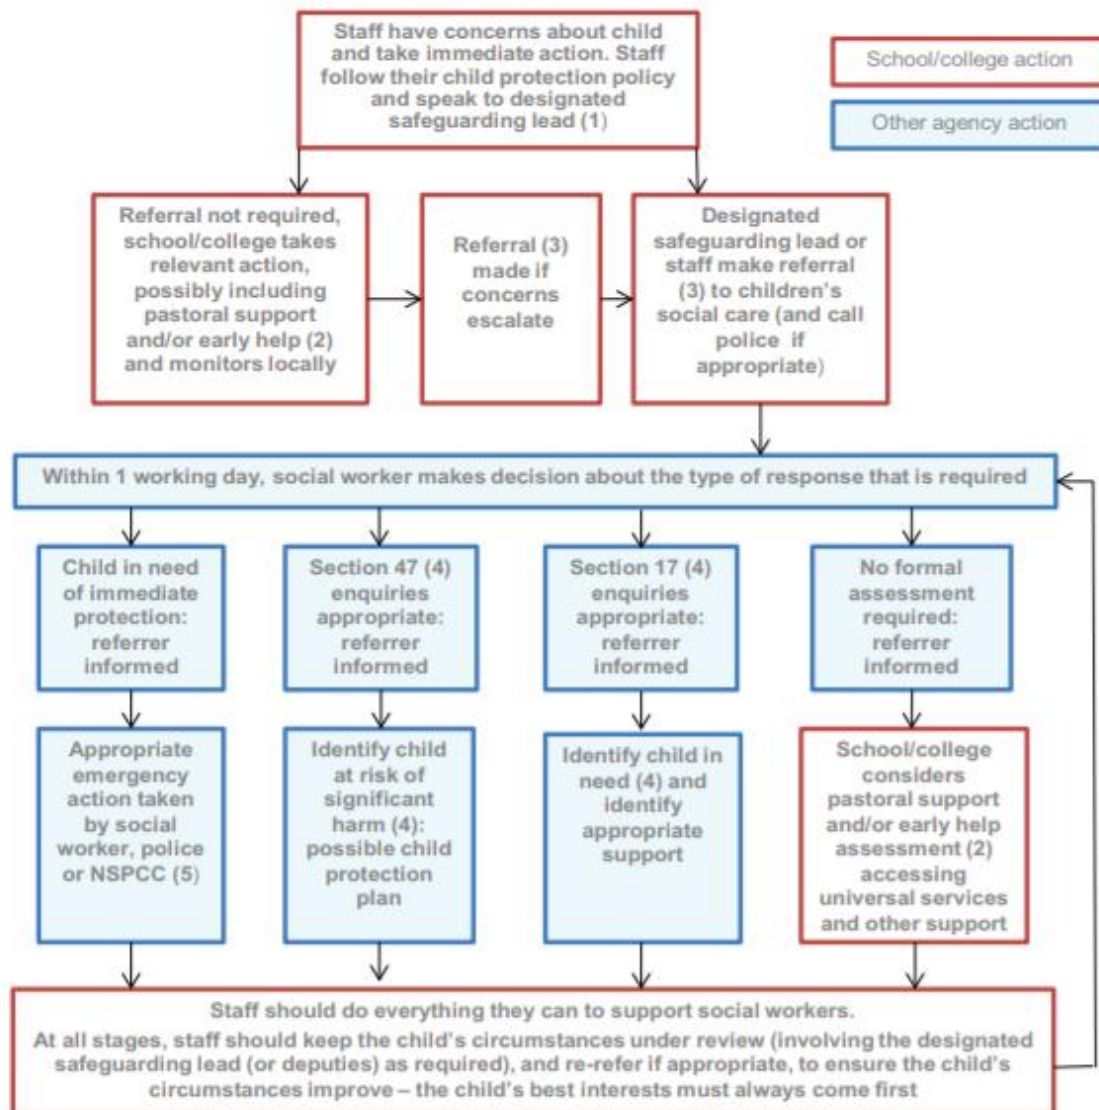 Staff have concerns about child
and take immediate action. Staff
follow their child protection policy
and speak to designated
safeguarding lead (1)
School/college action
Other agency action
Referral not required,
school/college takes
relevant action,
possibly including
pastoral support
and/or early help (2)
and monitors locally
Referral (3)
made if
concerns
escalate
Designated
safeguarding lead or
staff make referral
(3) to children's
social care (and call
police if
appropriate)
Within 1 working day, social worker makes decision about the type of response that is required
Child in need
of immediate
protection:
referrer
informed
Section 47 (4)
enquiries
appropriate:
referrer
informed
Section 17 (4)
enquiries
appropriate:
referrer
informed
No formal
assessment
required:
referrer
informed
Appropriate
emergency
action taken
by social
worker, police
or NSPCC (5)
Identify child
at risk of
significant
harm (4):
possible child
protection
plan
Identify child in
need (4) and
identify
appropriate
support
School/college
considers
pastoral support
and/or early help
assessment (2)
accessing
universal services
and other support
Staff should do everything they can to support social workers.
At all stages, staff should keep the child's circumstances under review (involving the designated
safeguarding lead (or deputies) as required), and re-refer if appropriate, to ensure the child's
circumstances improve – the child's best interests must always come first